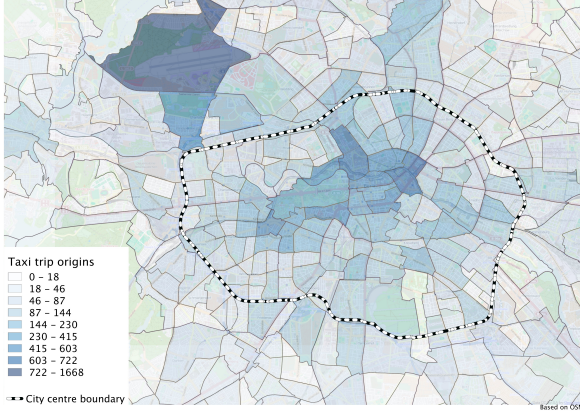 Taxi trip origins
0 - 18
18 - 46
46 - 87
87 - 144
144 - 230
230 - 415
415 - 603
603 - 722
722 - 1668
City centre boundary
Based on OS